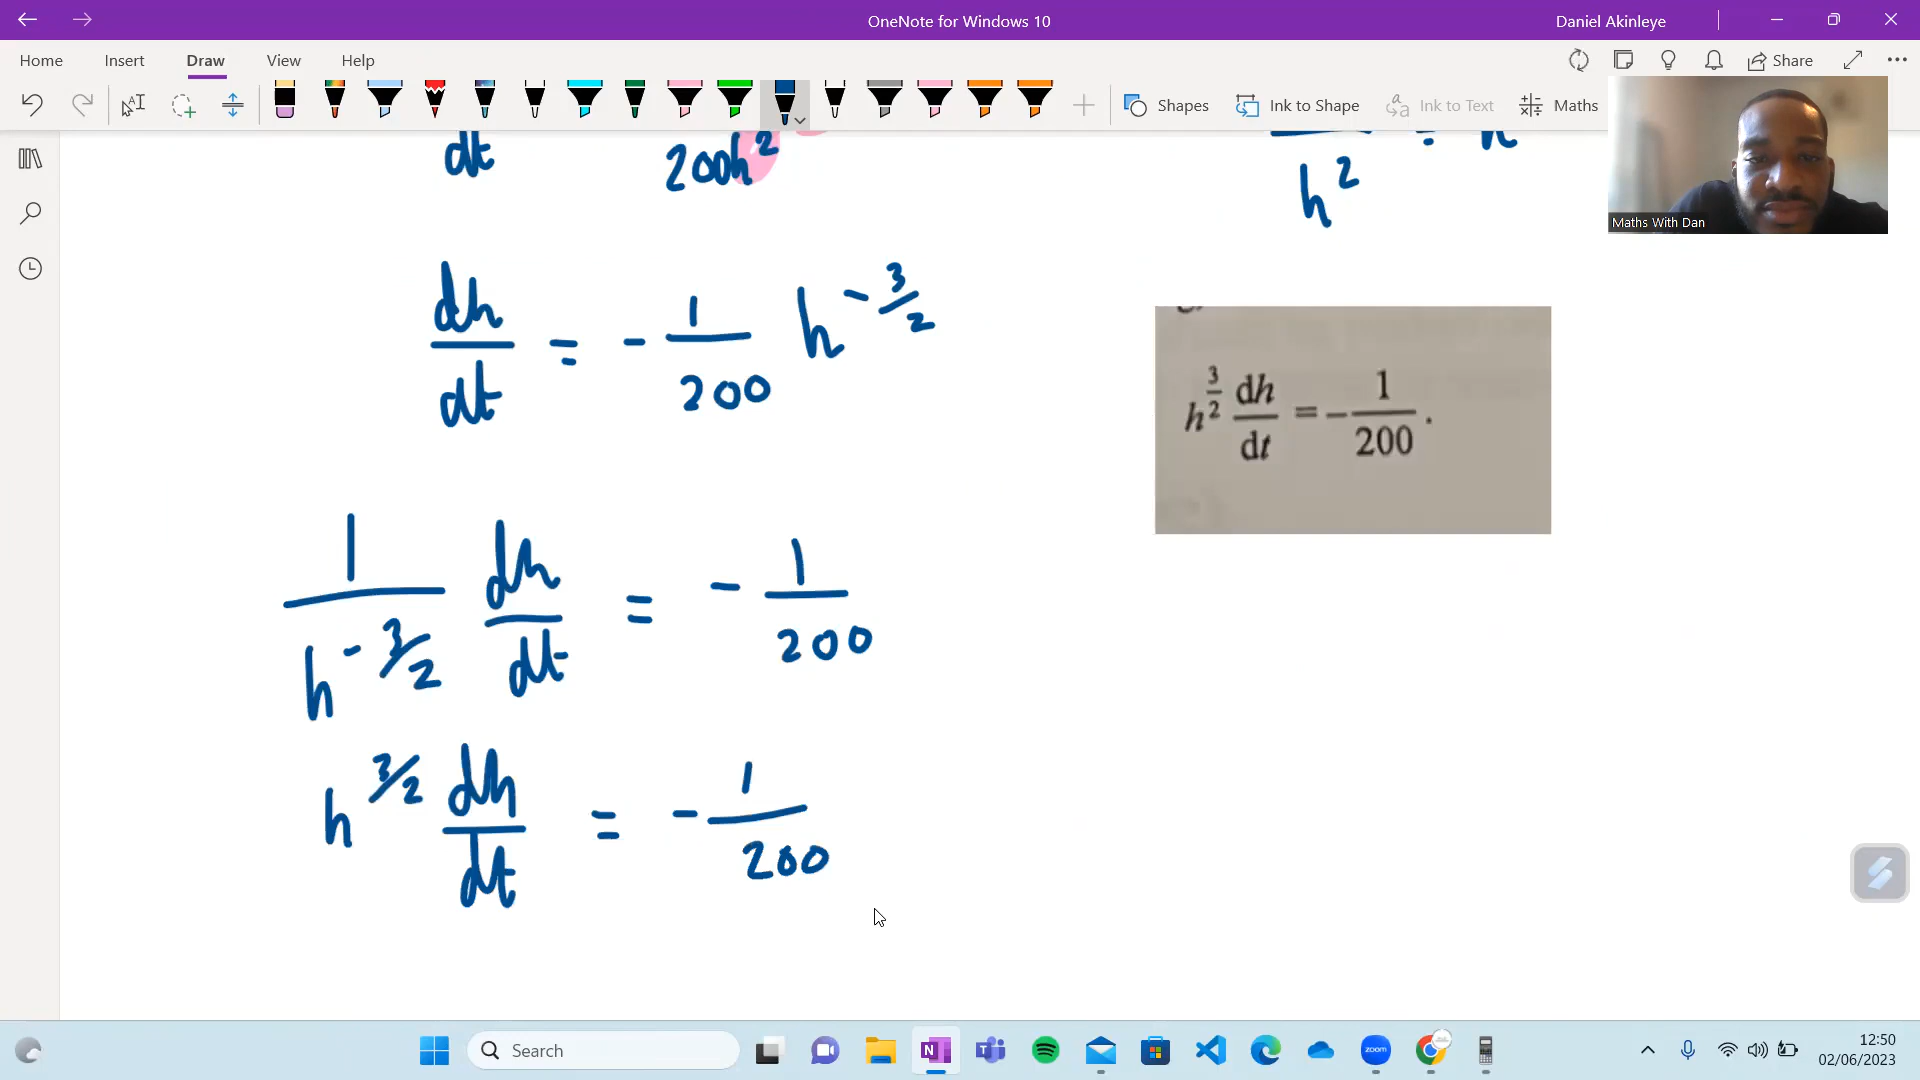 OneNote for Windows 10
Daniel Akinleye
Home Insert Draw View Help
Share
Shapes Ink to Shape Ink to Text Maths
Maths With Dan
dt 200h²
h²
dh/dt = - 1/200 h^(-3/2)
h^(3/2) dh/dt = - 1/200 .
1/h^(-3/2) dh/dt = - 1/200
h^(3/2) dh/dt = - 1/200
Search
zoom
12:50
02/06/2023